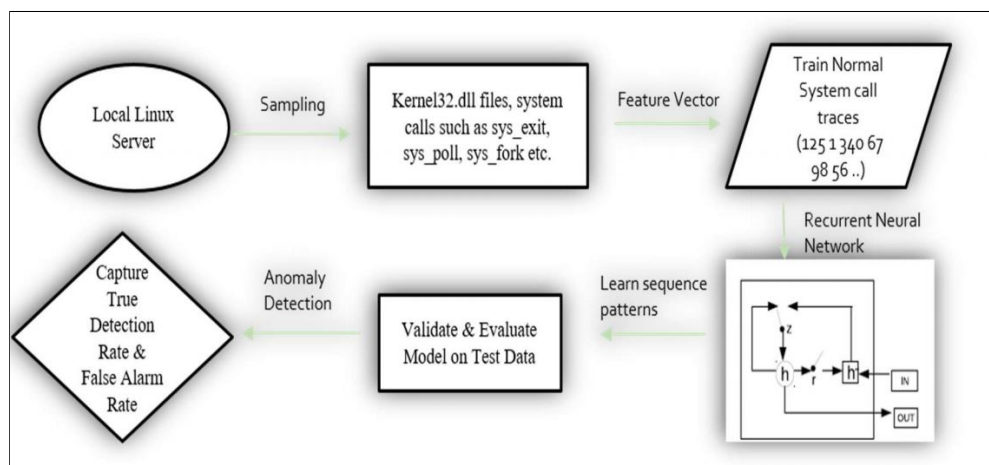 Local Linux
Server
Sampling
Kernel32.dll files, system
calls such as sys_exit,
sys_poll, sys_fork etc.
Feature Vector
Train Normal
System call
traces
(125 1 340 67
98 56 ..)
Recurrent Neural
Network
z
h
r
h
IN
OUT
Learn sequence
patterns
Validate & Evaluate
Model on Test Data
Anomaly
Detection
Capture
True
Detection
Rate &
False Alarm
Rate